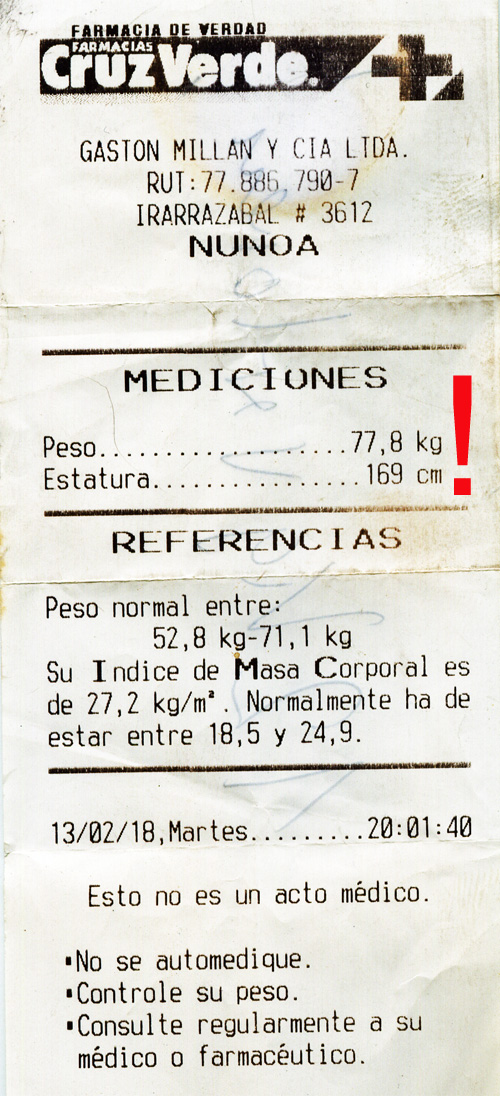 FARMACIA DE VERDAD
FARMACIAS
CruzVerde.
GASTON MILLAN Y CIA LTDA.
RUT:77.886.790-7
IRARRAZABAL # 3612
NUNOA
MEDICIONES
Peso...................77,8 kg
Estatura................169 cm
!
REFERENCIAS
Peso normal entre:
52,8 kg-71,1 kg
Su Indice de Masa Corporal es
de 27,2 kg/m². Normalmente ha de
estar entre 18,5 y 24,9.
13/02/18,Martes.........20:01:40
Esto no es un acto médico.
▪No se automedique.
▪Controle su peso.
▪Consulte regularmente a su
médico o farmacéutico.